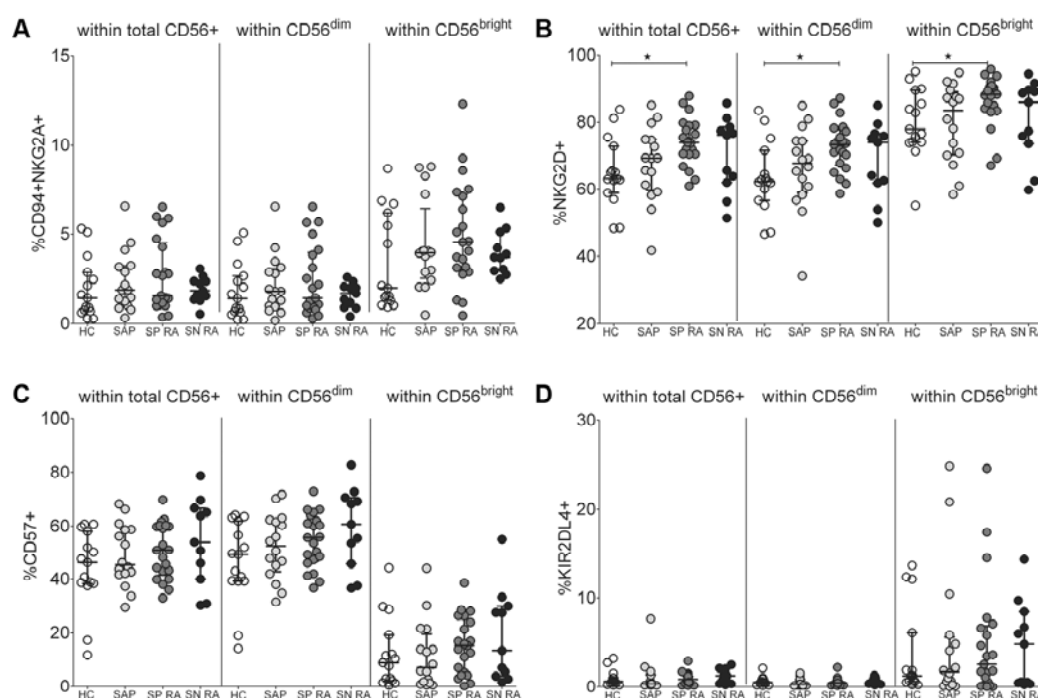 A
within total CD56+ within CD56dim within CD56bright
%CD94+NKG2A+
15
10
5
0
HC SAP SP RA SN RA HC SAP SP RA SN RA HC SAP SP RA SN RA
B
within total CD56+ within CD56dim within CD56bright
%NKG2D+
★ ★ ★
100
80
60
40
20
HC SAP SP RA SN RA HC SAP SP RA SN RA HC SAP SP RA SN RA
C
within total CD56+ within CD56dim within CD56bright
%CD57+
100
80
60
40
20
0
HC SAP SP RA SN RA HC SAP SP RA SN RA HC SAP SP RA SN RA
D
within total CD56+ within CD56dim within CD56bright
%KIR2DL4+
30
20
10
0
HC SAP SP RA SN RA HC SAP SP RA SN RA HC SAP SP RA SN RA